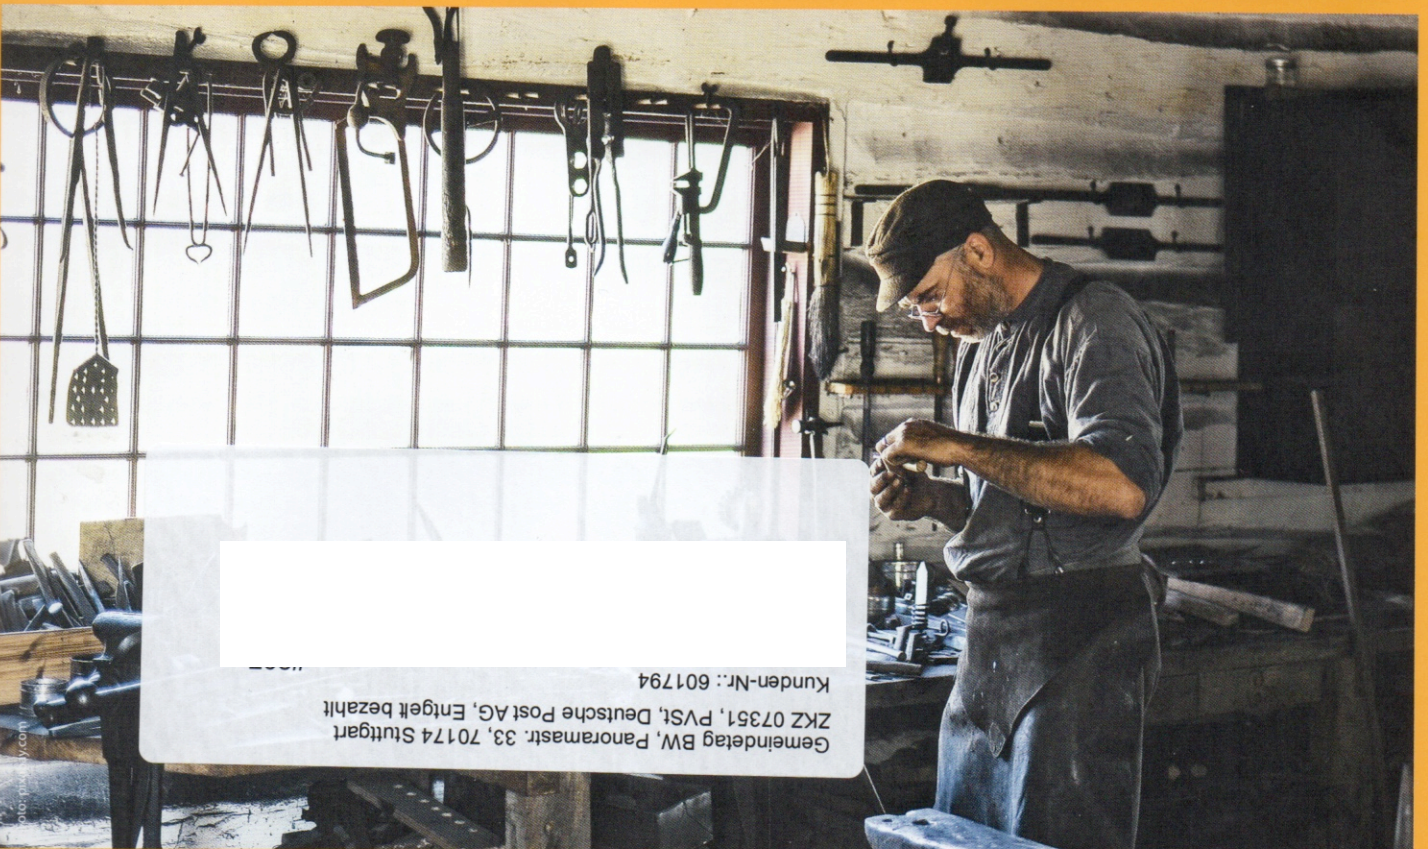 Gemeindetag BW, Panoramastr. 33, 70174 Stuttgart
ZKZ 07351, PVSt, Deutsche Post AG, Entgelt bezahlt
Kunden-Nr.: 601794